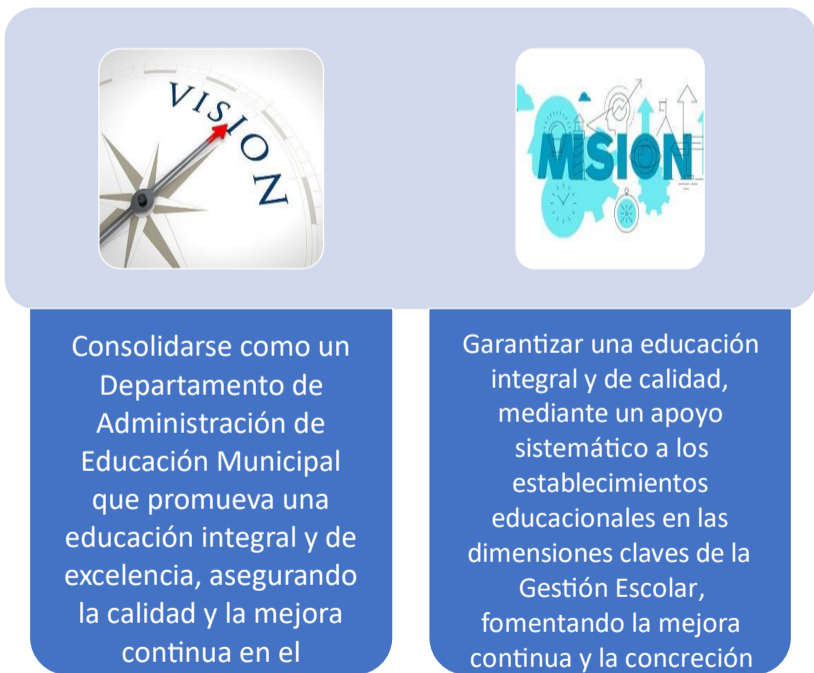 VISION
MISION
Consolidarse como un
Departamento de
Administración de
Educación Municipal
que promueva una
educación integral y de
excelencia, asegurando
la calidad y la mejora
continua en el
Garantizar una educación
integral y de calidad,
mediante un apoyo
sistemático a los
establecimientos
educacionales en las
dimensiones claves de la
Gestión Escolar,
fomentando la mejora
continua y la concreción